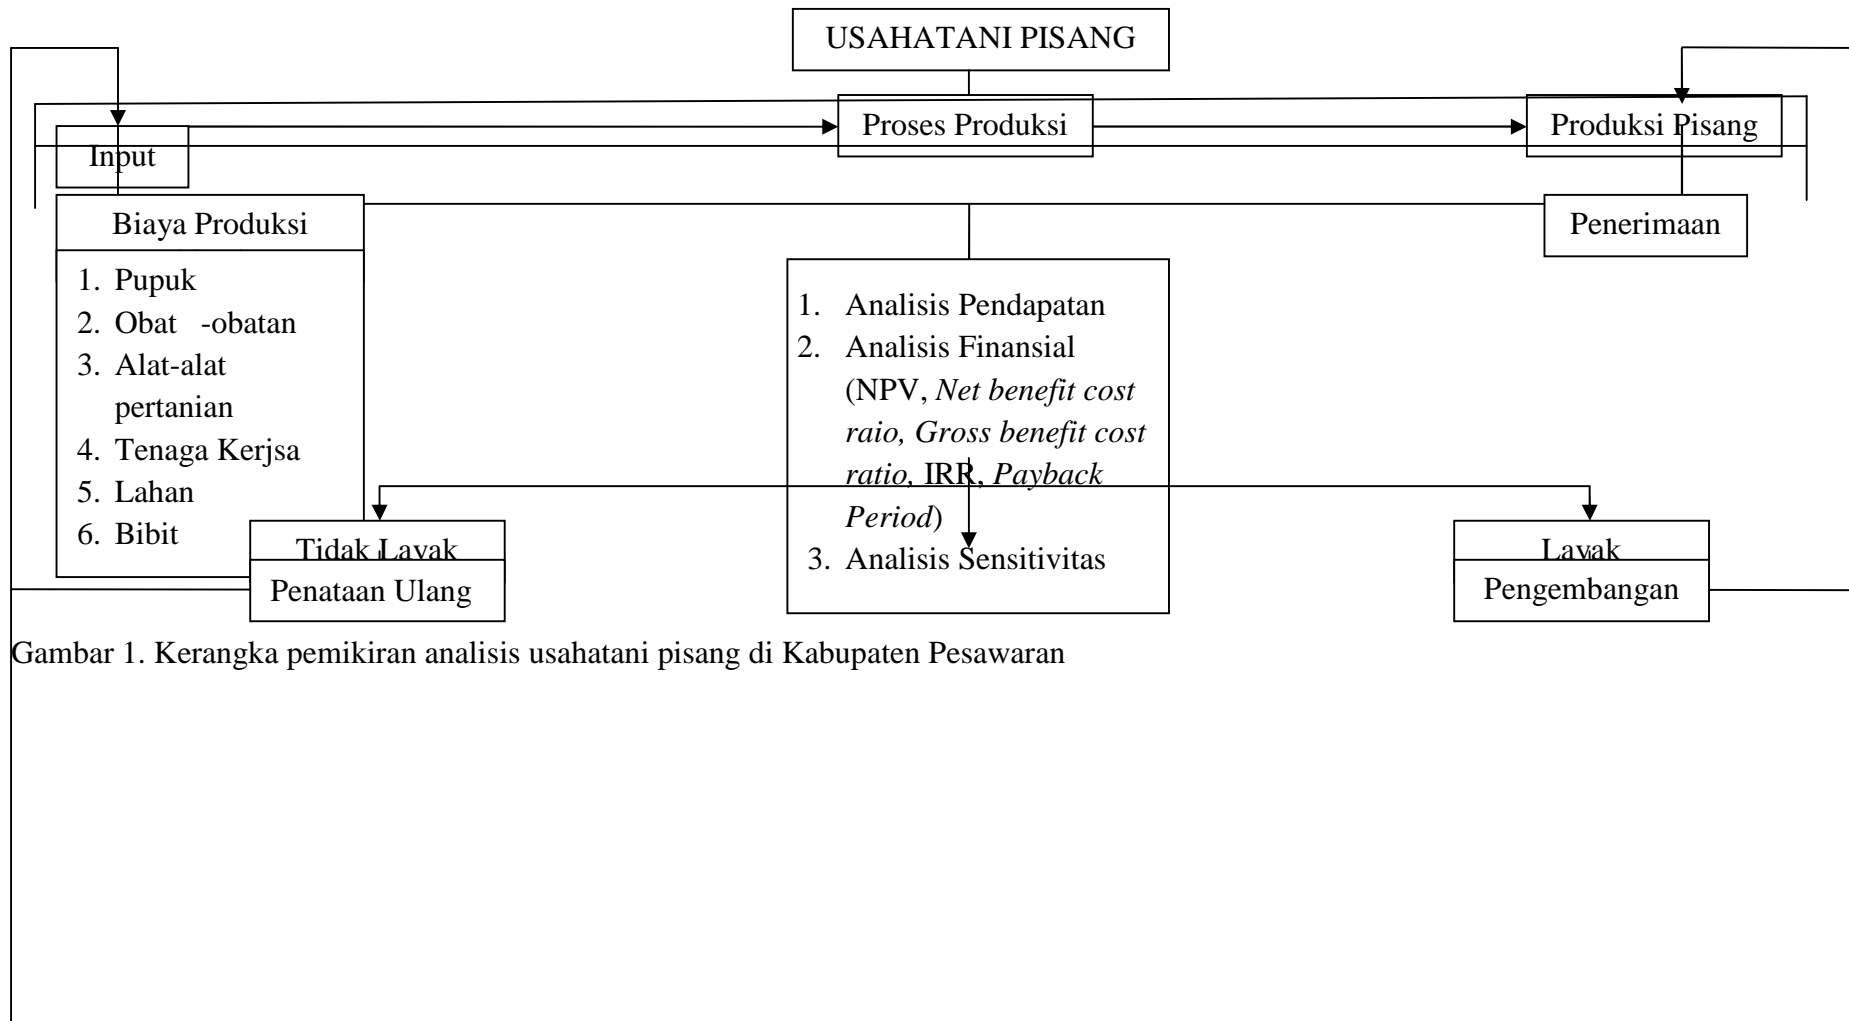 USAHATANI PISANG
Input
Proses Produksi
Produksi Pisang
Biaya Produksi
Penerimaan
1. Pupuk
2. Obat -obatan
3. Alat-alat
pertanian
4. Tenaga Kerjsa
5. Lahan
6. Bibit
1. Analisis Pendapatan
2. Analisis Finansial
(NPV, Net benefit cost
raio, Gross benefit cost
ratio, IRR, Payback
Period)
3. Analisis Sensitivitas
Tidak Layak
Penataan Ulang
Layak
Pengembangan
Gambar 1. Kerangka pemikiran analisis usahatani pisang di Kabupaten Pesawaran